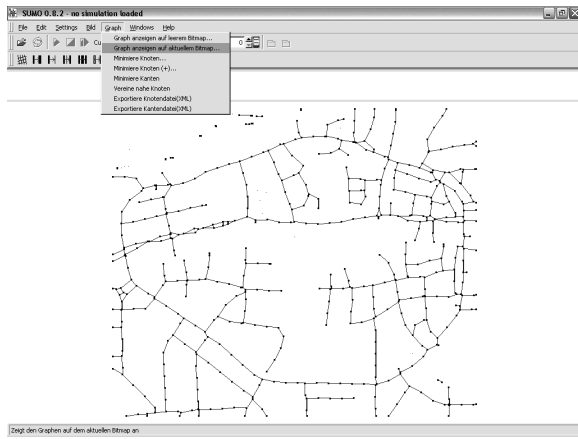 SUMO 0.8.2 - no simulation loaded
File Edit Settings Bild Graph Windows Help
Cu
0
Graph anzeigen auf leerem Bitmap...
Graph anzeigen auf aktuellem Bitmap...
Minimiere Knoten...
Minimiere Knoten (+)...
Minimiere Kanten
Vereine nahe Knoten
Exportiere Knotendatei(XML)
Exportiere Kantendatei(XML)
Zeigt den Graphen auf dem aktuellen Bitmap an